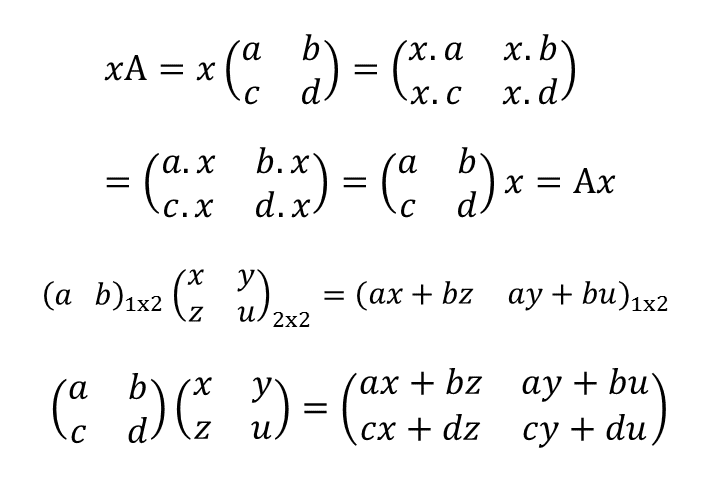 xA = x (a b) = (x. a x. b)
(c d) (x. c x. d)
= (a. x b. x) = (a b) x = Ax
(c. x d. x) (c d)
(a b)1x2 (x y)2x2 = (ax + bz ay + bu)1x2
(z u)
(a b) (x y) = (ax + bz ay + bu)
(c d) (z u) (cx + dz cy + du)